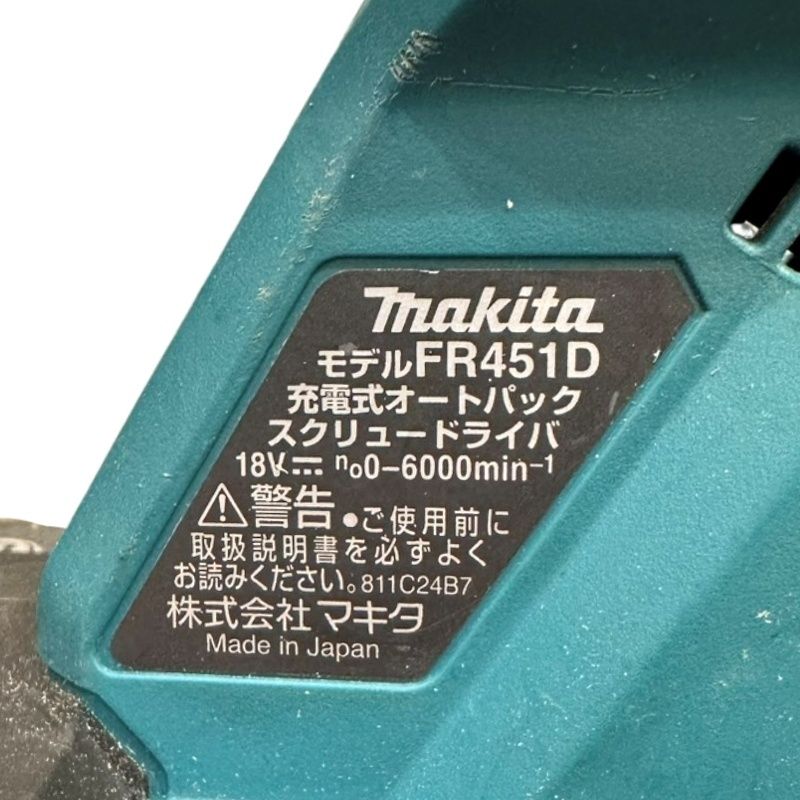 makita
モデルFR451D
充電式オートパック
スクリュードライバ
18V⎓ n₀0-6000min⁻¹
⚠警告 ●ご使用前に
取扱説明書を必ずよく
お読みください。811C24B7
株式会社マキタ
Made in Japan